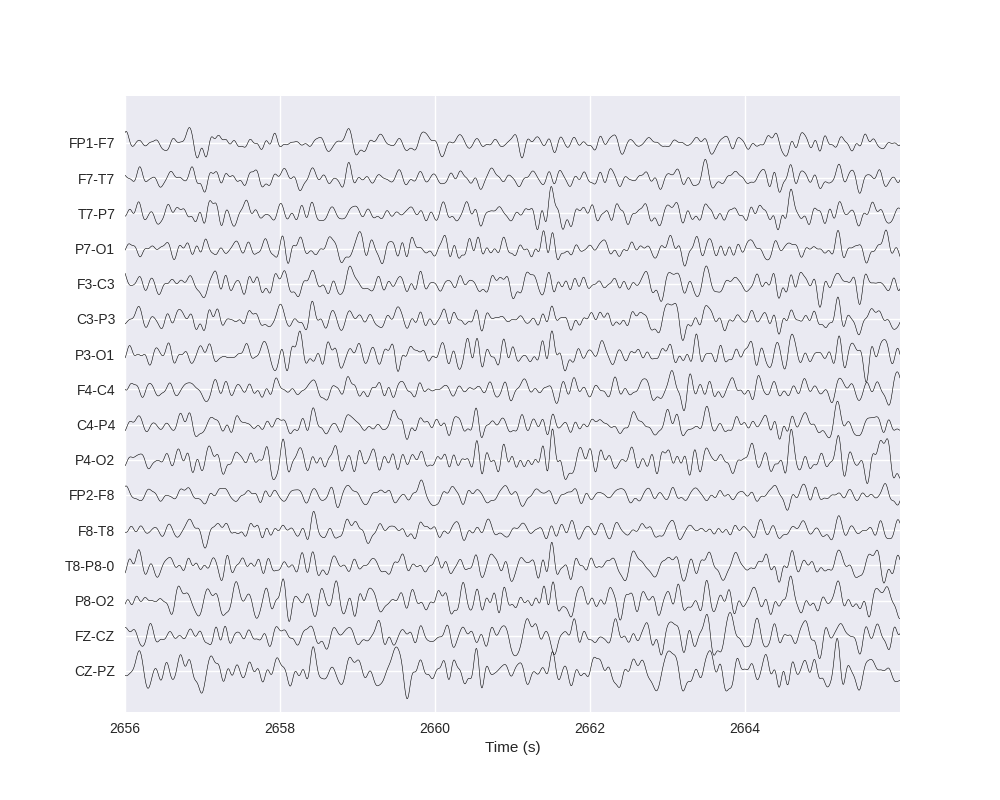 FP1-F7
F7-T7
T7-P7
P7-O1
F3-C3
C3-P3
P3-O1
F4-C4
C4-P4
P4-O2
FP2-F8
F8-T8
T8-P8-0
P8-O2
FZ-CZ
CZ-PZ
2656 2658 2660 2662 2664
Time (s)